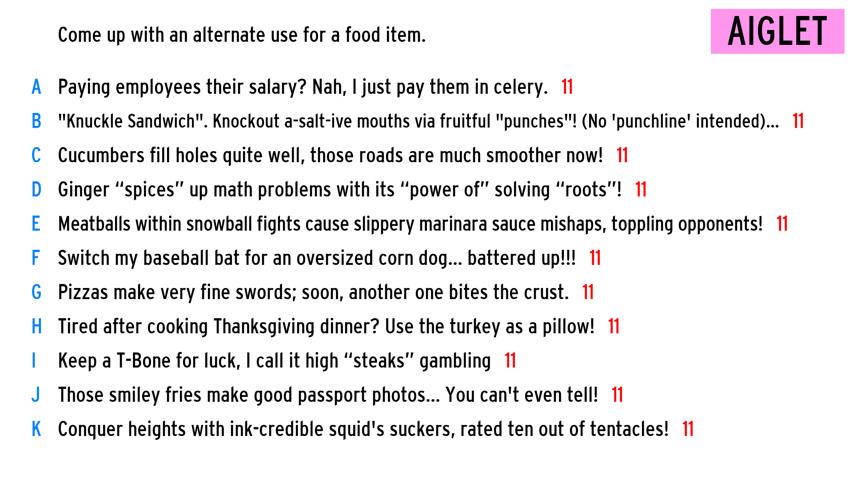 Come up with an alternate use for a food item.
AIGLET
A Paying employees their salary? Nah, I just pay them in celery. 11
B "Knuckle Sandwich". Knockout a-salt-ive mouths via fruitful "punches"! (No 'punchline' intended)... 11
C Cucumbers fill holes quite well, those roads are much smoother now! 11
D Ginger “spices” up math problems with its “power of” solving “roots”! 11
E Meatballs within snowball fights cause slippery marinara sauce mishaps, toppling opponents! 11
F Switch my baseball bat for an oversized corn dog... battered up!!! 11
G Pizzas make very fine swords; soon, another one bites the crust. 11
H Tired after cooking Thanksgiving dinner? Use the turkey as a pillow! 11
I Keep a T-Bone for luck, I call it high “steaks” gambling 11
J Those smiley fries make good passport photos... You can't even tell! 11
K Conquer heights with ink-credible squid's suckers, rated ten out of tentacles! 11